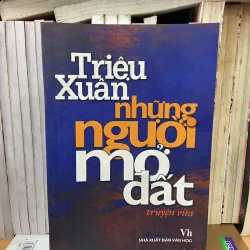 Triệu
Xuân
những
người
mở
đất
truyện vừa
Vh
NHÀ XUẤT BẢN VĂN HỌC